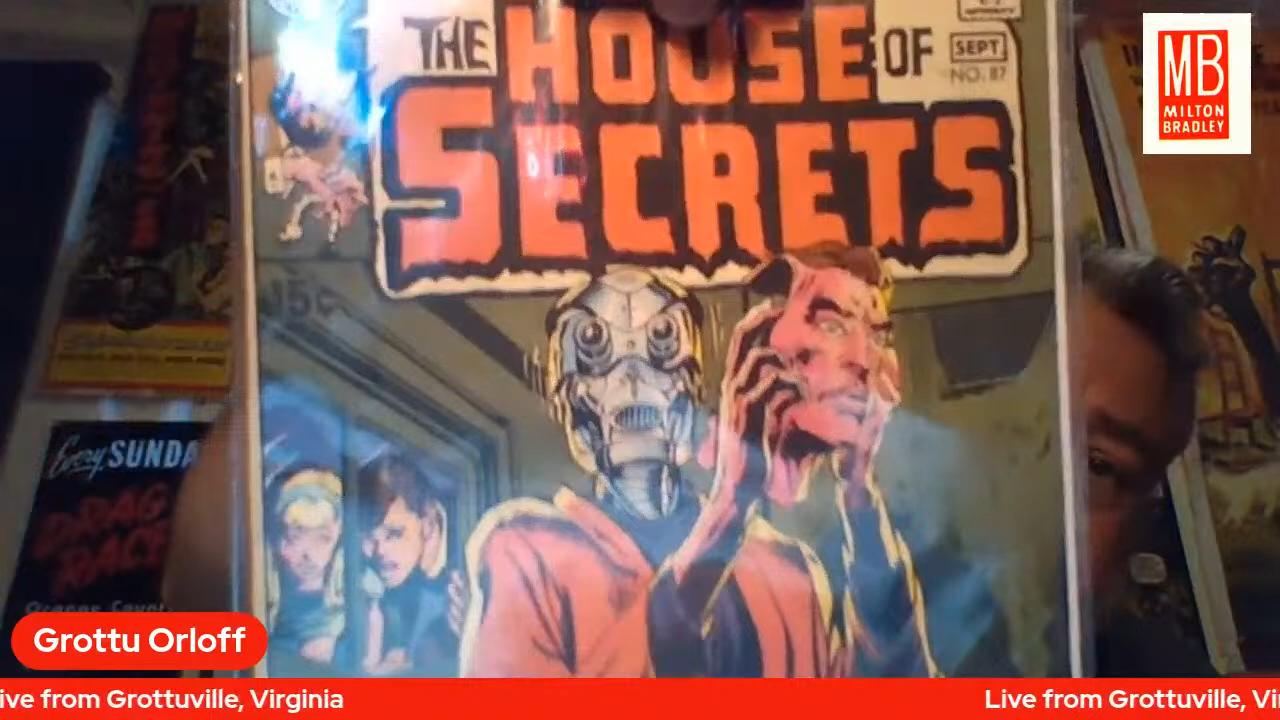 THE HOUSE OF
SECRETS
SEPT.
NO. 87
15¢
MB
MILTON
BRADLEY
Every SUNDA
DRAG
RACE
Grottu Orloff
ive from Grottuville, Virginia
Live from Grottuville, Vi